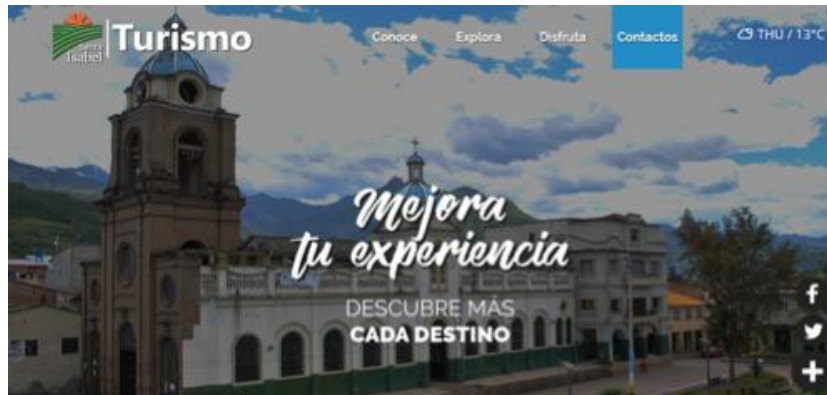 Santa
Isabel
Turismo
Conoce
Explora
Disfruta
Contactos
THU / 13°C
Mejora
tu experiencia
DESCUBRE MÁS
CADA DESTINO